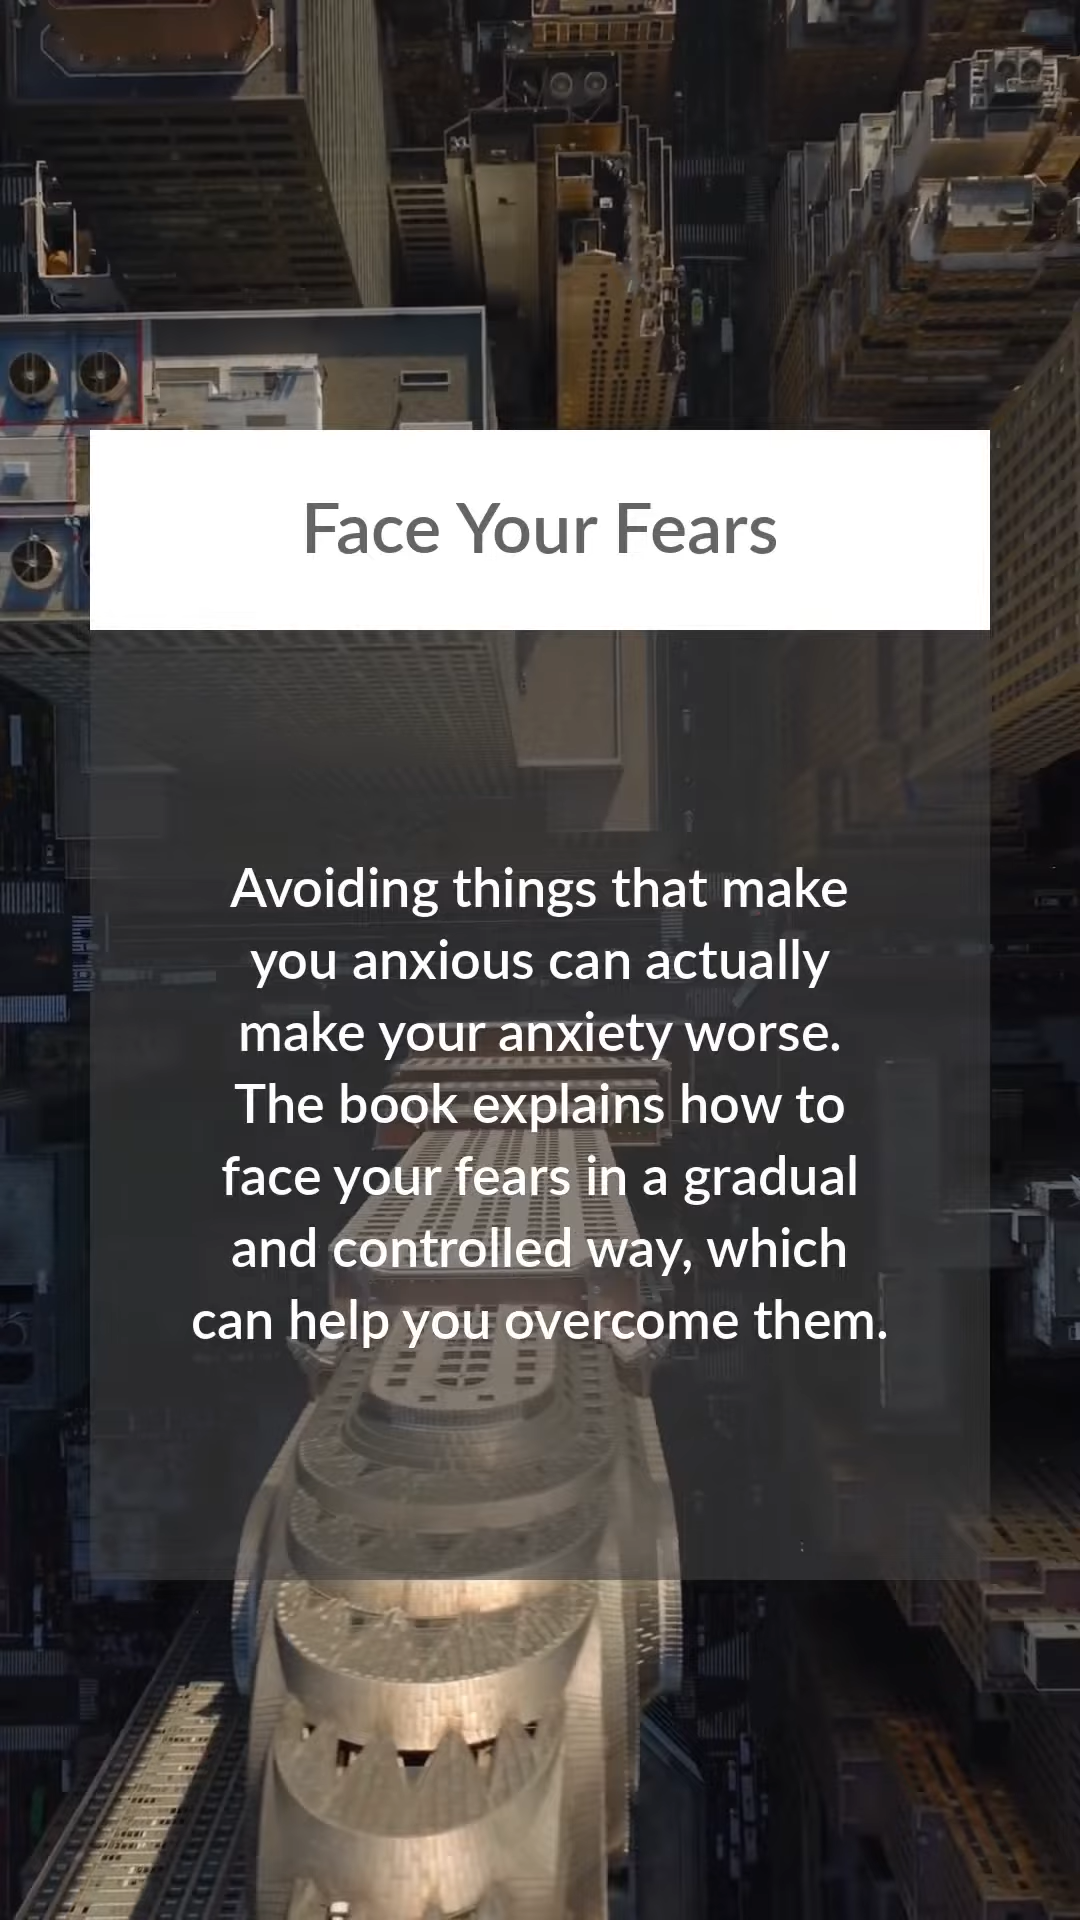 Face Your Fears
Avoiding things that make
you anxious can actually
make your anxiety worse.
The book explains how to
face your fears in a gradual
and controlled way, which
can help you overcome them.